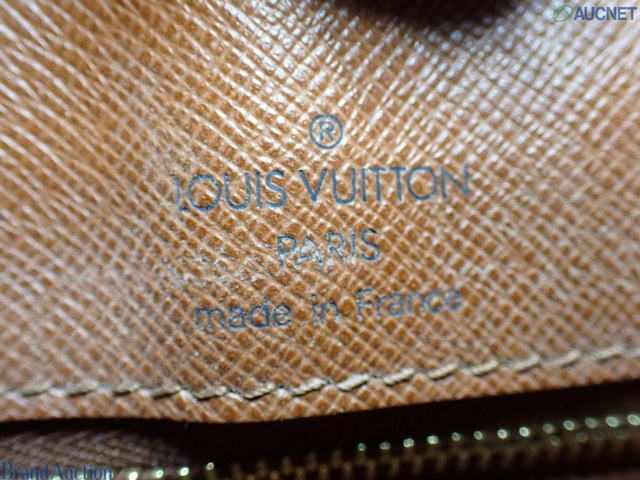 AUCNET
®
LOUIS VUITTON
PARIS
made in France
Brand Auction